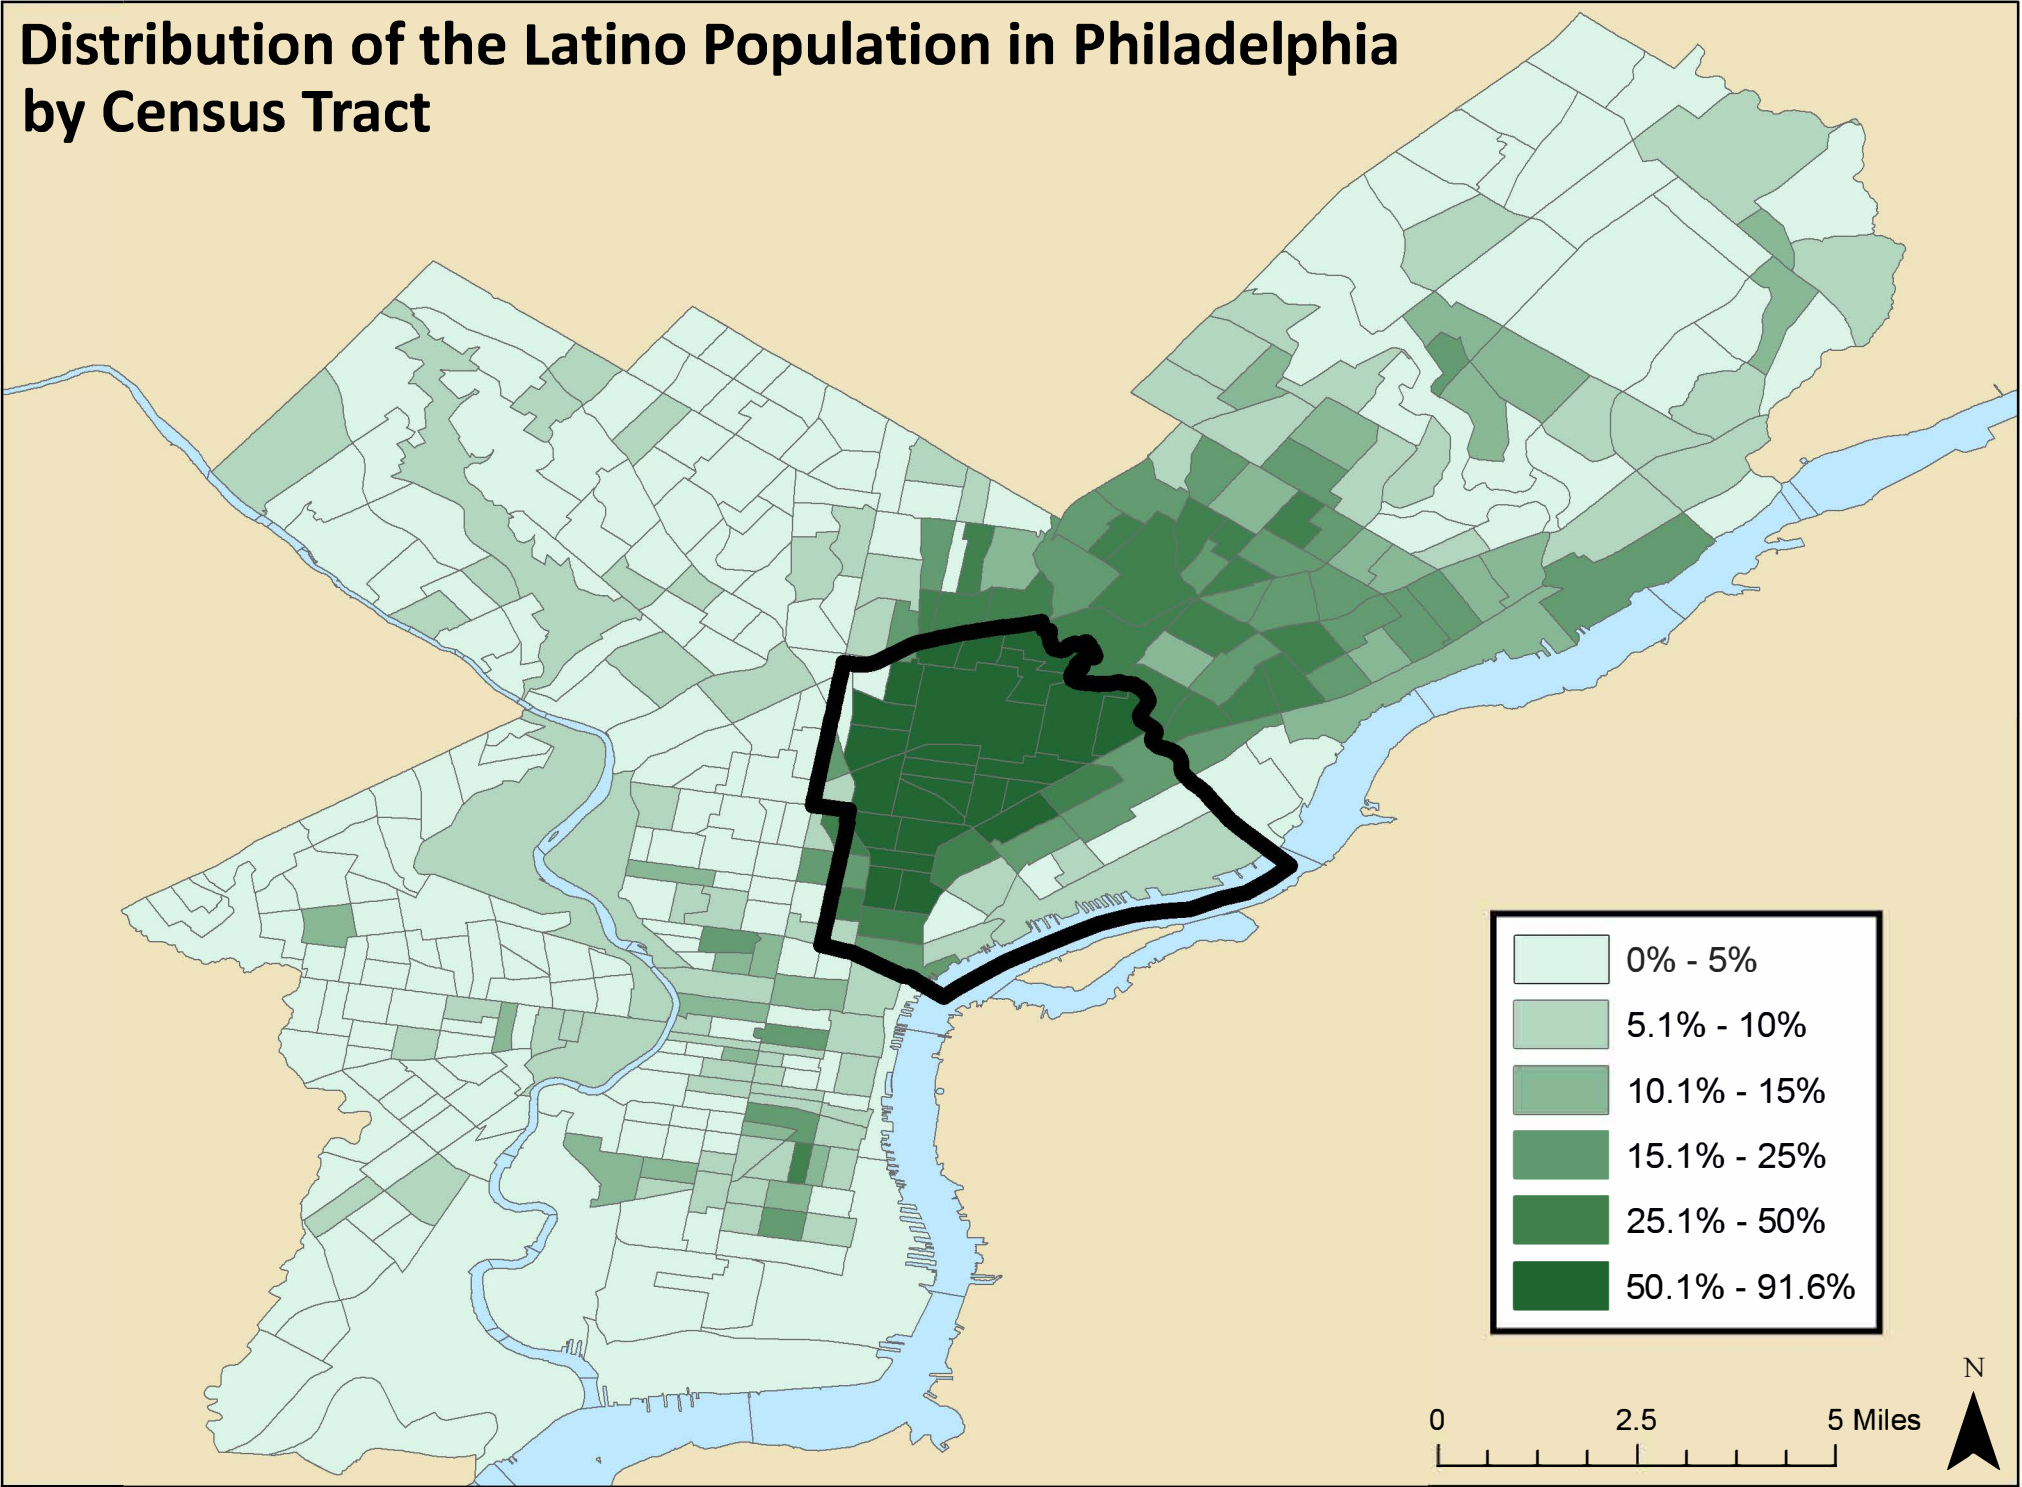 Distribution of the Latino Population in Philadelphia
by Census Tract
0% - 5%
5.1% - 10%
10.1% - 15%
15.1% - 25%
25.1% - 50%
50.1% - 91.6%
N
0 2.5 5 Miles